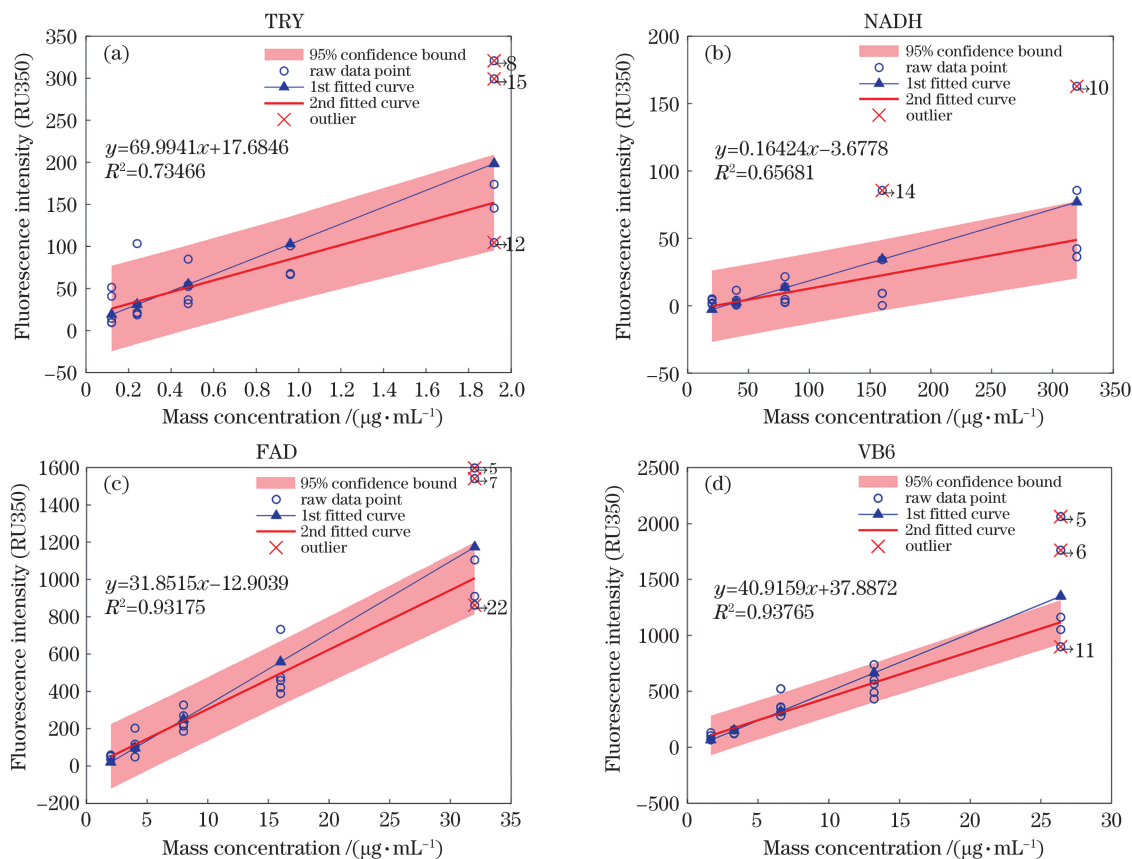 TRY
(a)
95% confidence bound
raw data point
1st fitted curve
2nd fitted curve
outlier
y=69.9941x+17.6846
R²=0.73466
8
15
12
350
300
250
200
150
100
50
0
−50
0 0.2 0.4 0.6 0.8 1.0 1.2 1.4 1.6 1.8 2.0
Fluorescence intensity (RU350)
Mass concentration /(μg·mL⁻¹)
NADH
(b)
95% confidence bound
raw data point
1st fitted curve
2nd fitted curve
outlier
y=0.16424x−3.6778
R²=0.65681
10
14
200
150
100
50
0
−50
0 50 100 150 200 250 300 350
Fluorescence intensity (RU350)
Mass concentration /(μg·mL⁻¹)
FAD
(c)
95% confidence bound
raw data point
1st fitted curve
2nd fitted curve
outlier
y=31.8515x−12.9039
R²=0.93175
5
7
22
1600
1400
1200
1000
800
600
400
200
0
−200
0 5 10 15 20 25 30 35
Fluorescence intensity (RU350)
Mass concentration /(μg·mL⁻¹)
VB6
(d)
95% confidence bound
raw data point
1st fitted curve
2nd fitted curve
outlier
y=40.9159x+37.8872
R²=0.93765
5
6
11
2500
2000
1500
1000
500
0
−500
0 5 10 15 20 25 30
Fluorescence intensity (RU350)
Mass concentration /(μg·mL⁻¹)